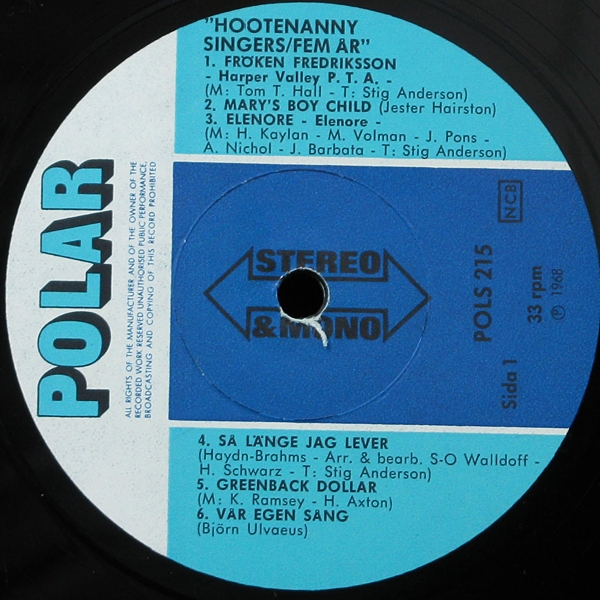 "HOOTENANNY
SINGERS/FEM ÅR"
1. FRÖKEN FREDRIKSSON
- Harper Valley P. T. A. -
(M: Tom T. Hall - T: Stig Anderson)
2. MARY'S BOY CHILD (Jester Hairston)
3. ELENORE - Elenore -
(M: H. Kaylan - M. Volman - J. Pons -
A. Nichol - J. Barbata - T: Stig Anderson)
POLAR
ALL RIGHTS OF THE MANUFACTURER AND OF THE OWNER OF THE
RECORDED WORK RESERVED UNAUTHORISED PUBLIC PERFORMANCE,
BROADCASTING AND COPYING OF THIS RECORD PROHIBITED
STEREO
& MONO
NCB
POLS 215
Sida 1
33 rpm
Ⓟ 1968
4. SÅ LÄNGE JAG LEVER
(Haydn-Brahms - Arr. & bearb. S-O Walldoff -
H. Schwarz - T: Stig Anderson)
5. GREENBACK DOLLAR
(M: K. Ramsey - H. Axton)
6. VÅR EGEN SÅNG
(Björn Ulvaeus)